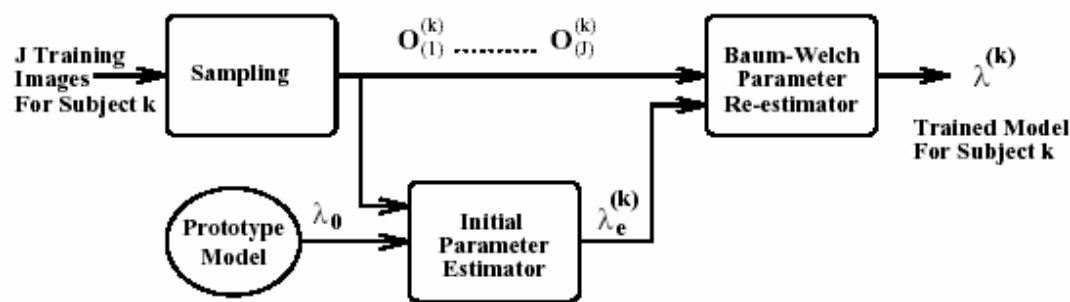 J Training
Images
For Subject k
Sampling
O(1)(k) ........... O(J)(k)
Baum-Welch
Parameter
Re-estimator
λ(k)
Trained Model
For Subject k
Prototype
Model
λ0
Initial
Parameter
Estimator
λe(k)